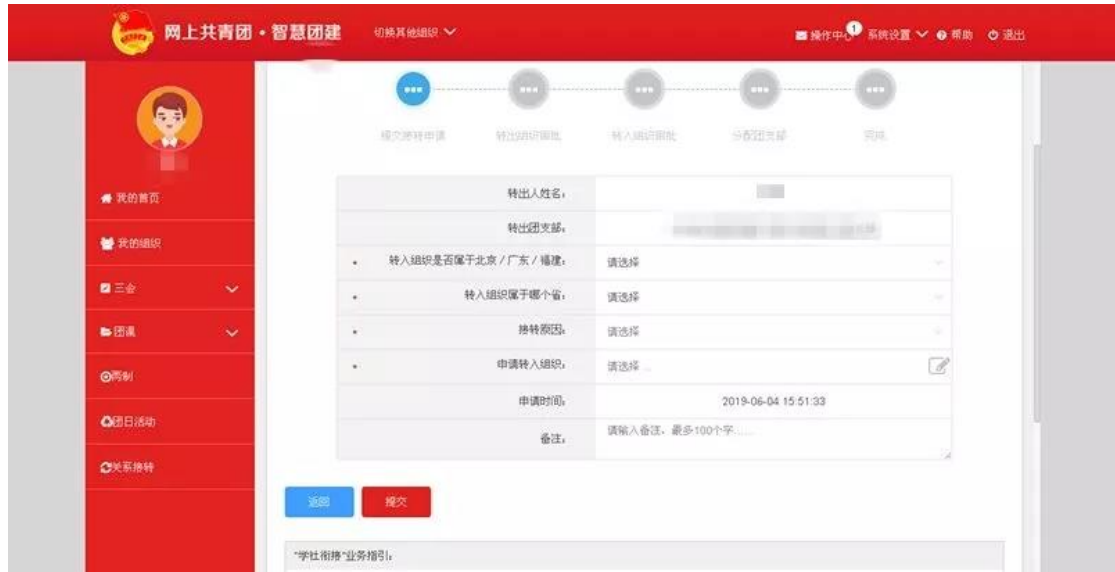 网上共青团·智慧团建
切换其他组织
操作中心 1
系统设置
帮助
退出
我的首页
我的组织
三会
团课
两制
团日活动
关系接转
提交接转申请
转出组织审批
转入组织审批
分配团支部
完成
转出人姓名:
转出团支部:
* 转入组织是否属于北京/广东/福建: 请选择
* 转入组织属于哪个省: 请选择
* 接转原因: 请选择
* 申请转入组织: 请选择 ...
申请时间: 2019-06-04 15:51:33
备注: 请输入备注,最多100个字......
返回
提交
"学社衔接"业务指引: